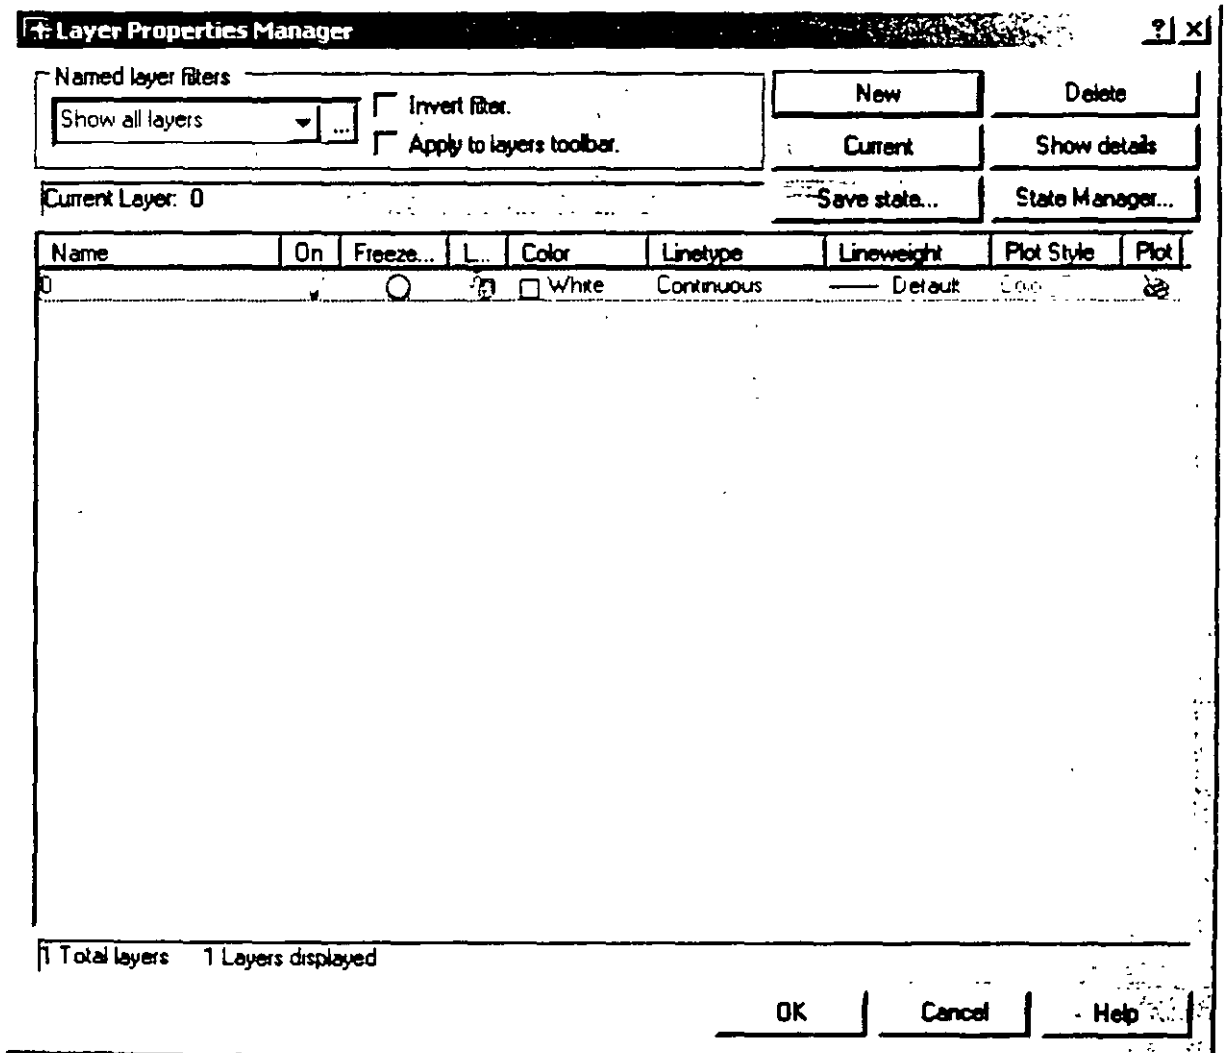 Layer Properties Manager
Named layer filters
Show all layers
...
Invert filter.
Apply to layers toolbar.
New
Delete
Current
Show details
Current Layer: 0
Save state...
State Manager...
Name On Freeze... L... Color Linetype Lineweight Plot Style Plot
0 White Continuous Default
1 Total layers 1 Layers displayed
OK Cancel Help